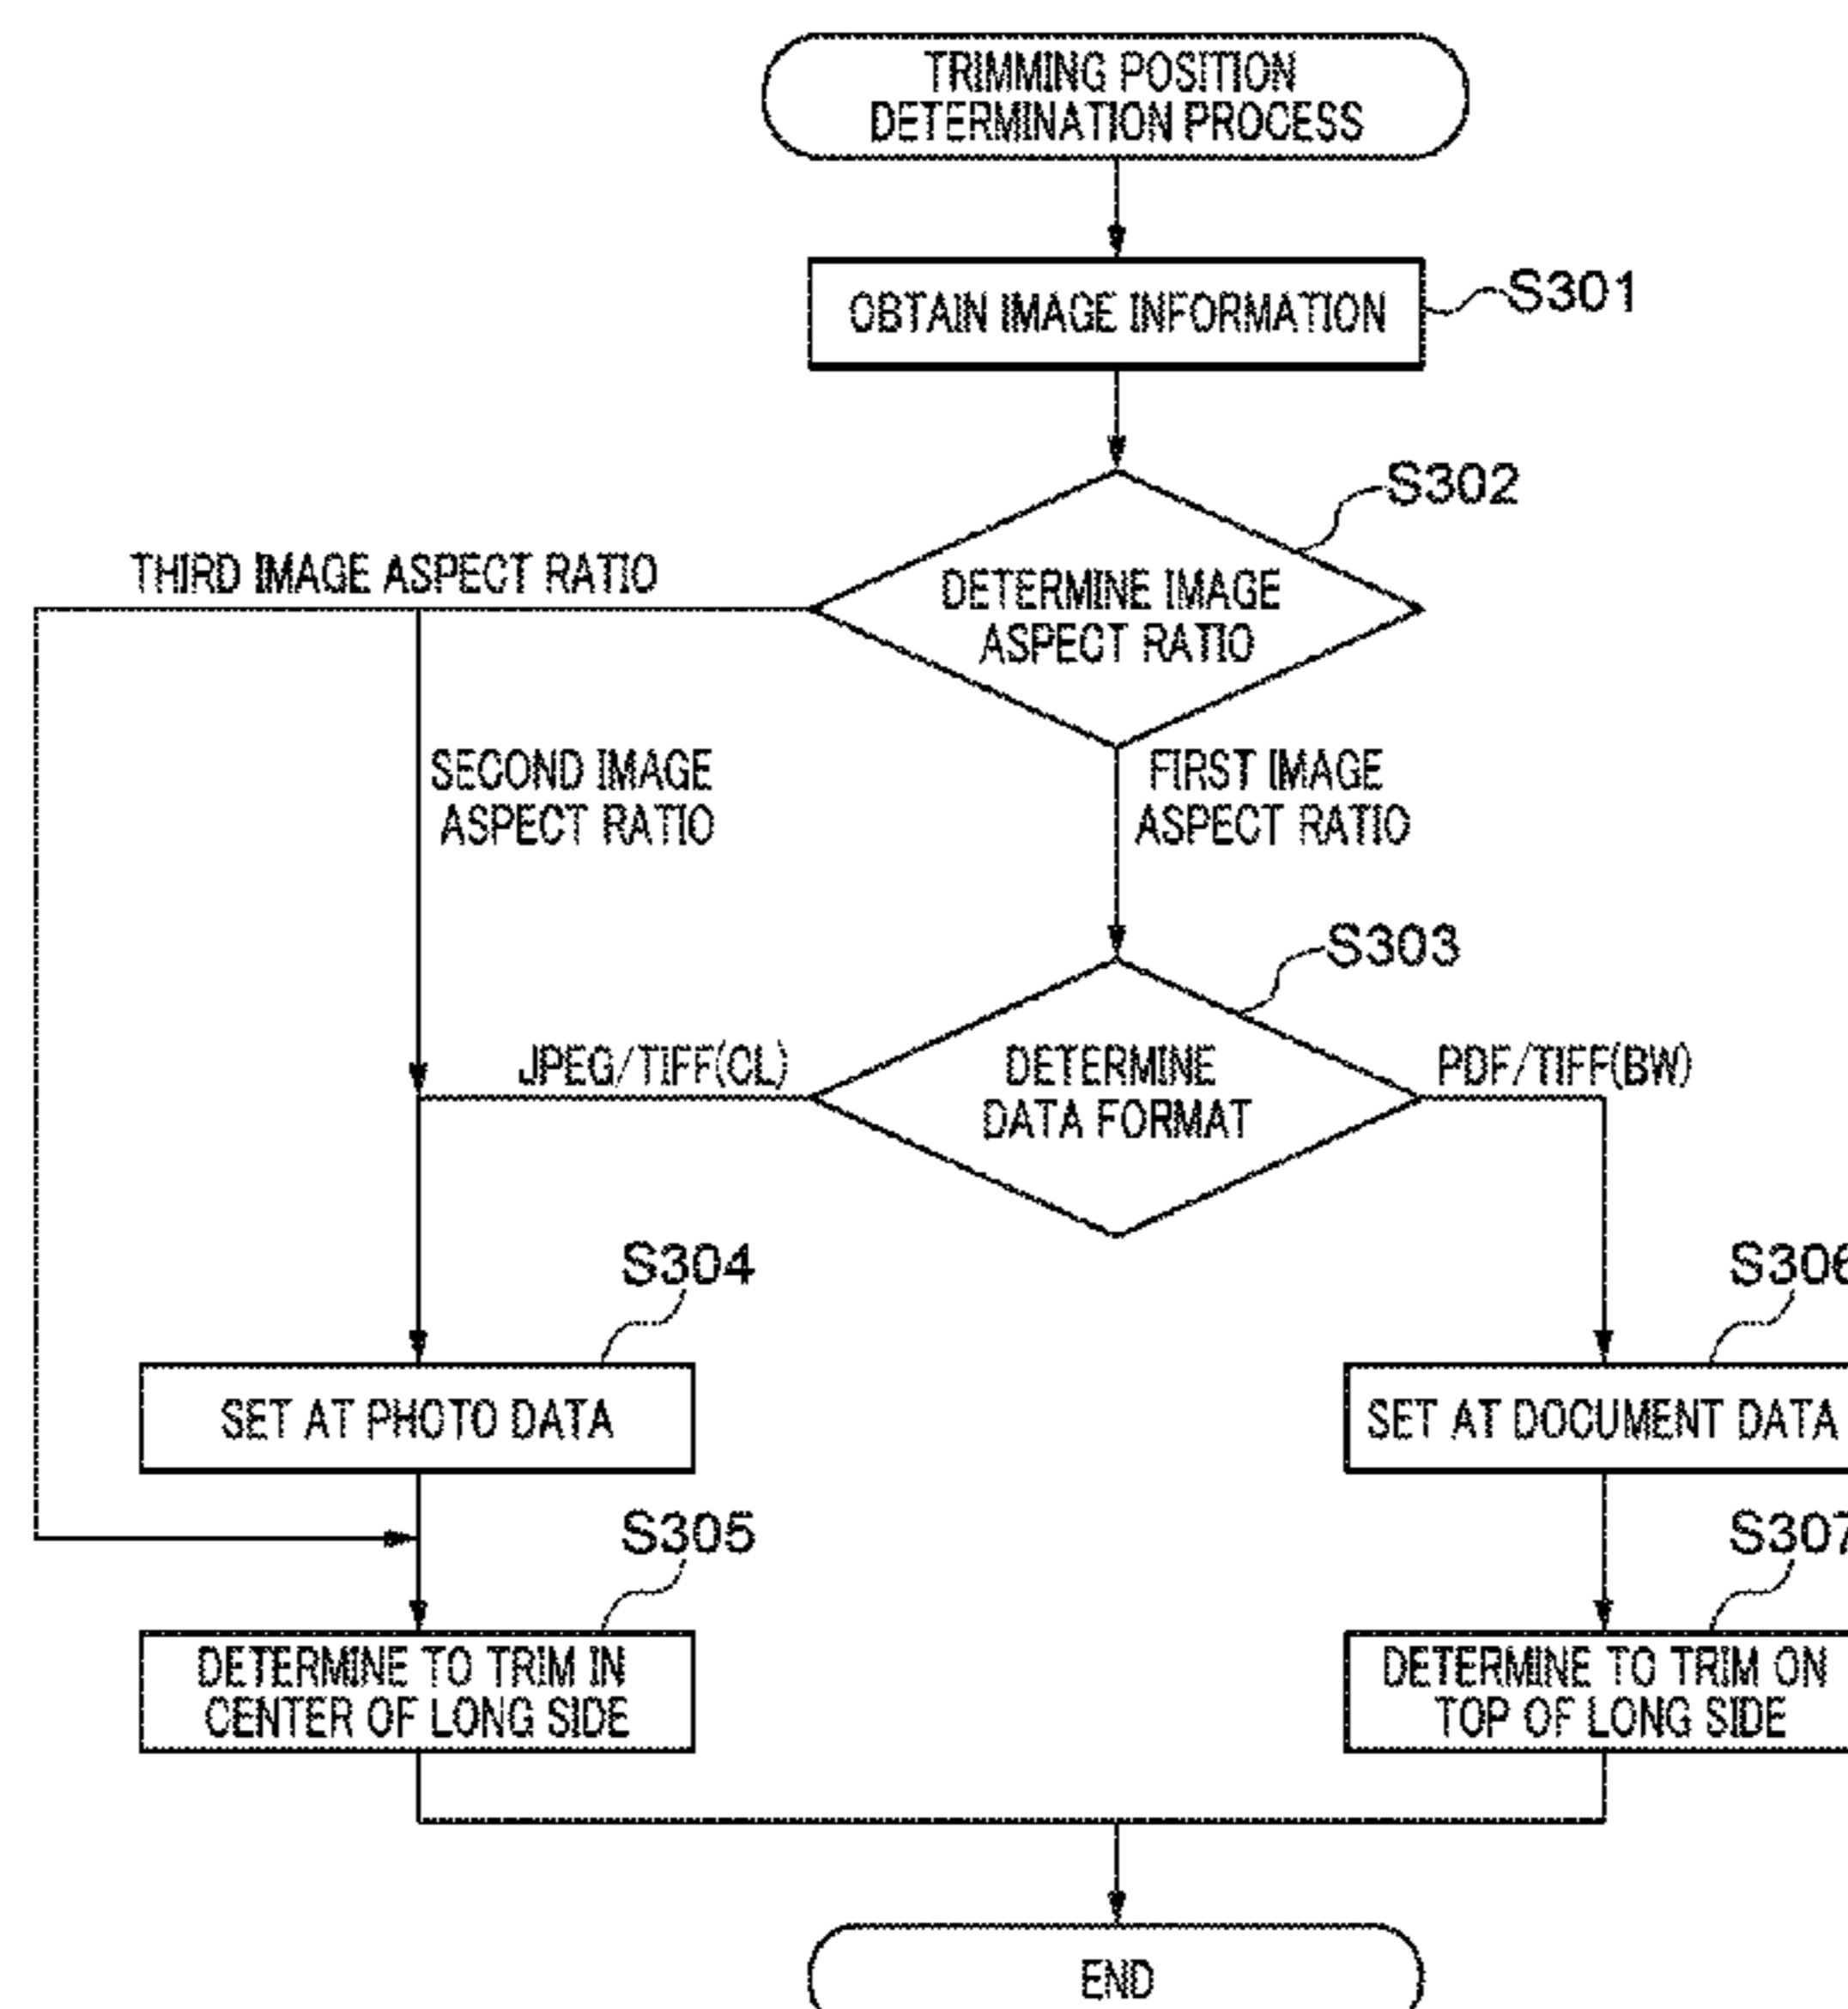 TRIMMING POSITION
DETERMINATION PROCESS
OBTAIN IMAGE INFORMATION
S301
S302
THIRD IMAGE ASPECT RATIO
DETERMINE IMAGE
ASPECT RATIO
SECOND IMAGE
ASPECT RATIO
FIRST IMAGE
ASPECT RATIO
S303
JPEG/TIFF(CL)
DETERMINE
DATA FORMAT
PDF/TIFF(BW)
S304
S306
SET AT PHOTO DATA
SET AT DOCUMENT DATA
S305
S307
DETERMINE TO TRIM IN
CENTER OF LONG SIDE
DETERMINE TO TRIM ON
TOP OF LONG SIDE
END